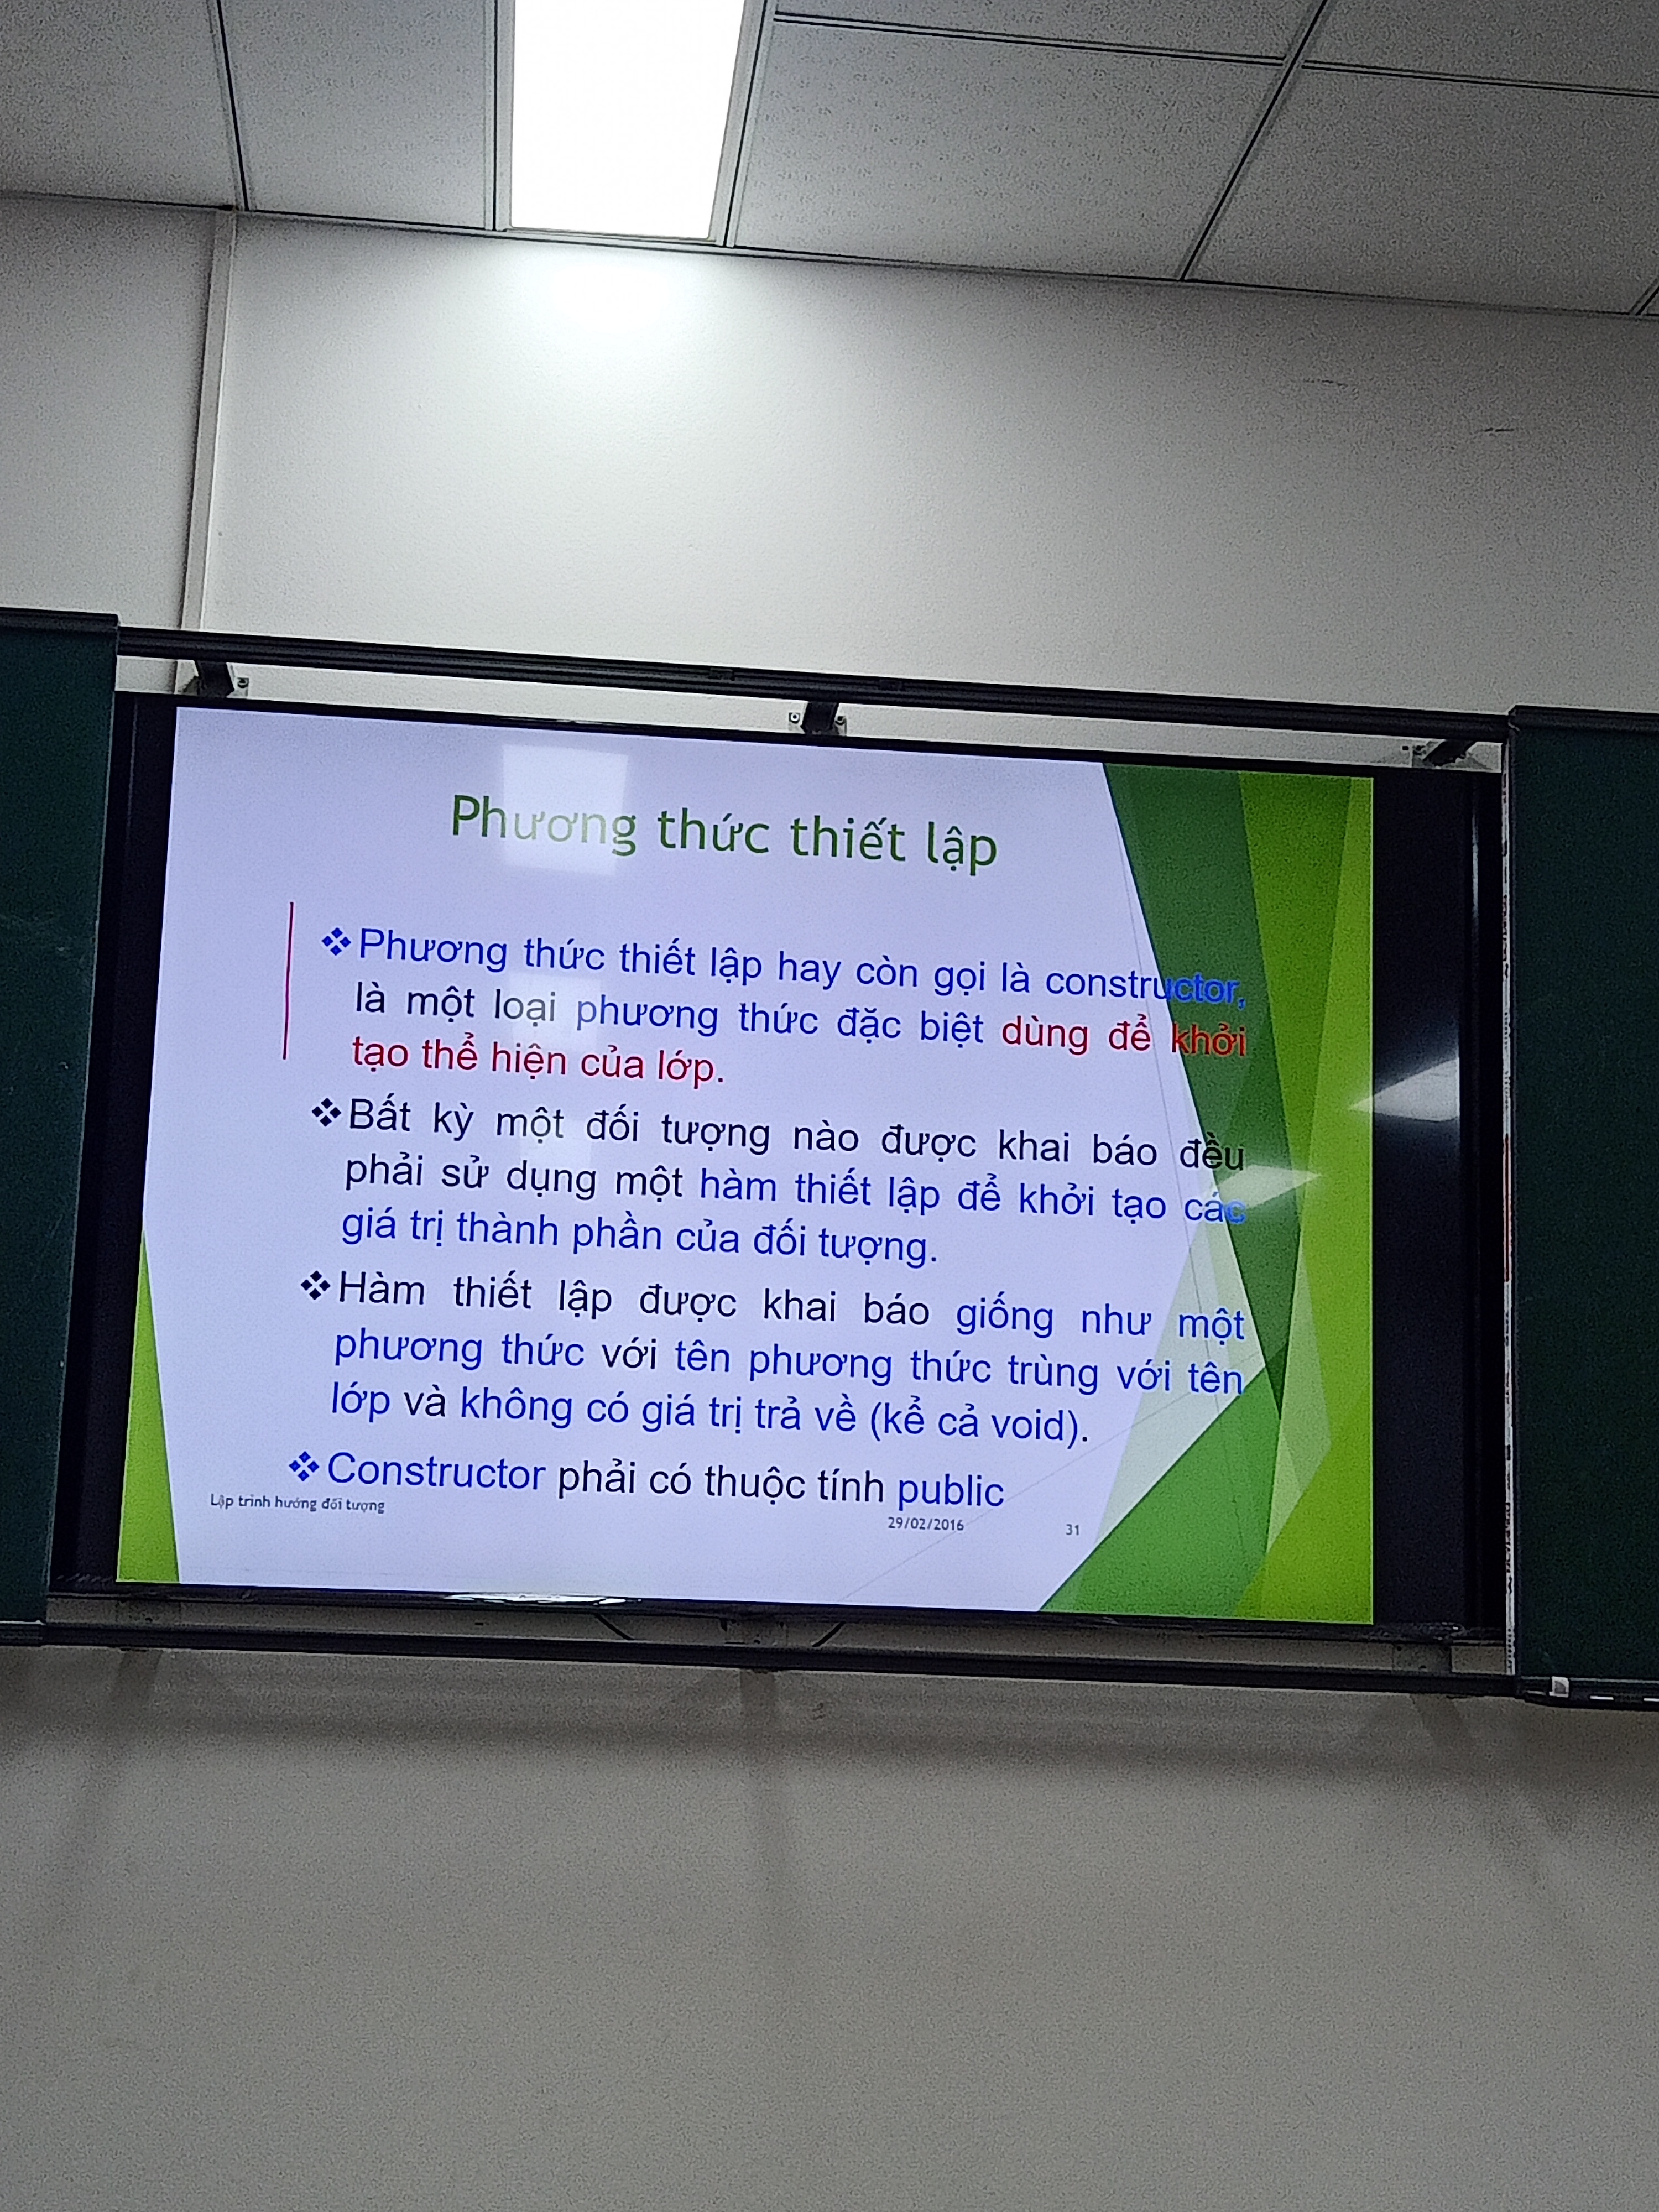 Phương thức thiết lập
❖Phương thức thiết lập hay còn gọi là constructor,
là một loại phương thức đặc biệt dùng để khởi
tạo thể hiện của lớp.
❖Bất kỳ một đối tượng nào được khai báo đều
phải sử dụng một hàm thiết lập để khởi tạo các
giá trị thành phần của đối tượng.
❖Hàm thiết lập được khai báo giống như một
phương thức với tên phương thức trùng với tên
lớp và không có giá trị trả về (kể cả void).
❖Constructor phải có thuộc tính public
Lập trình hướng đối tượng
29/02/2016
31